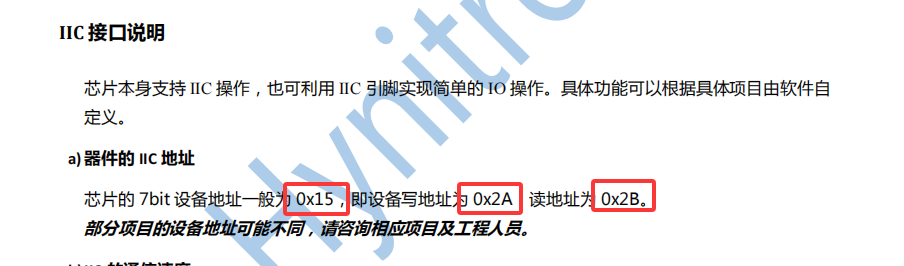 IIC 接口说明
芯片本身支持 IIC 操作，也可利用 IIC 引脚实现简单的 IO 操作。具体功能可以根据具体项目由软件自
定义。
a) 器件的 IIC 地址
芯片的 7bit 设备地址一般为 0x15，即设备写地址为 0x2A 读地址为 0x2B。
部分项目的设备地址可能不同，请咨询相应项目及工程人员。
Hynitro